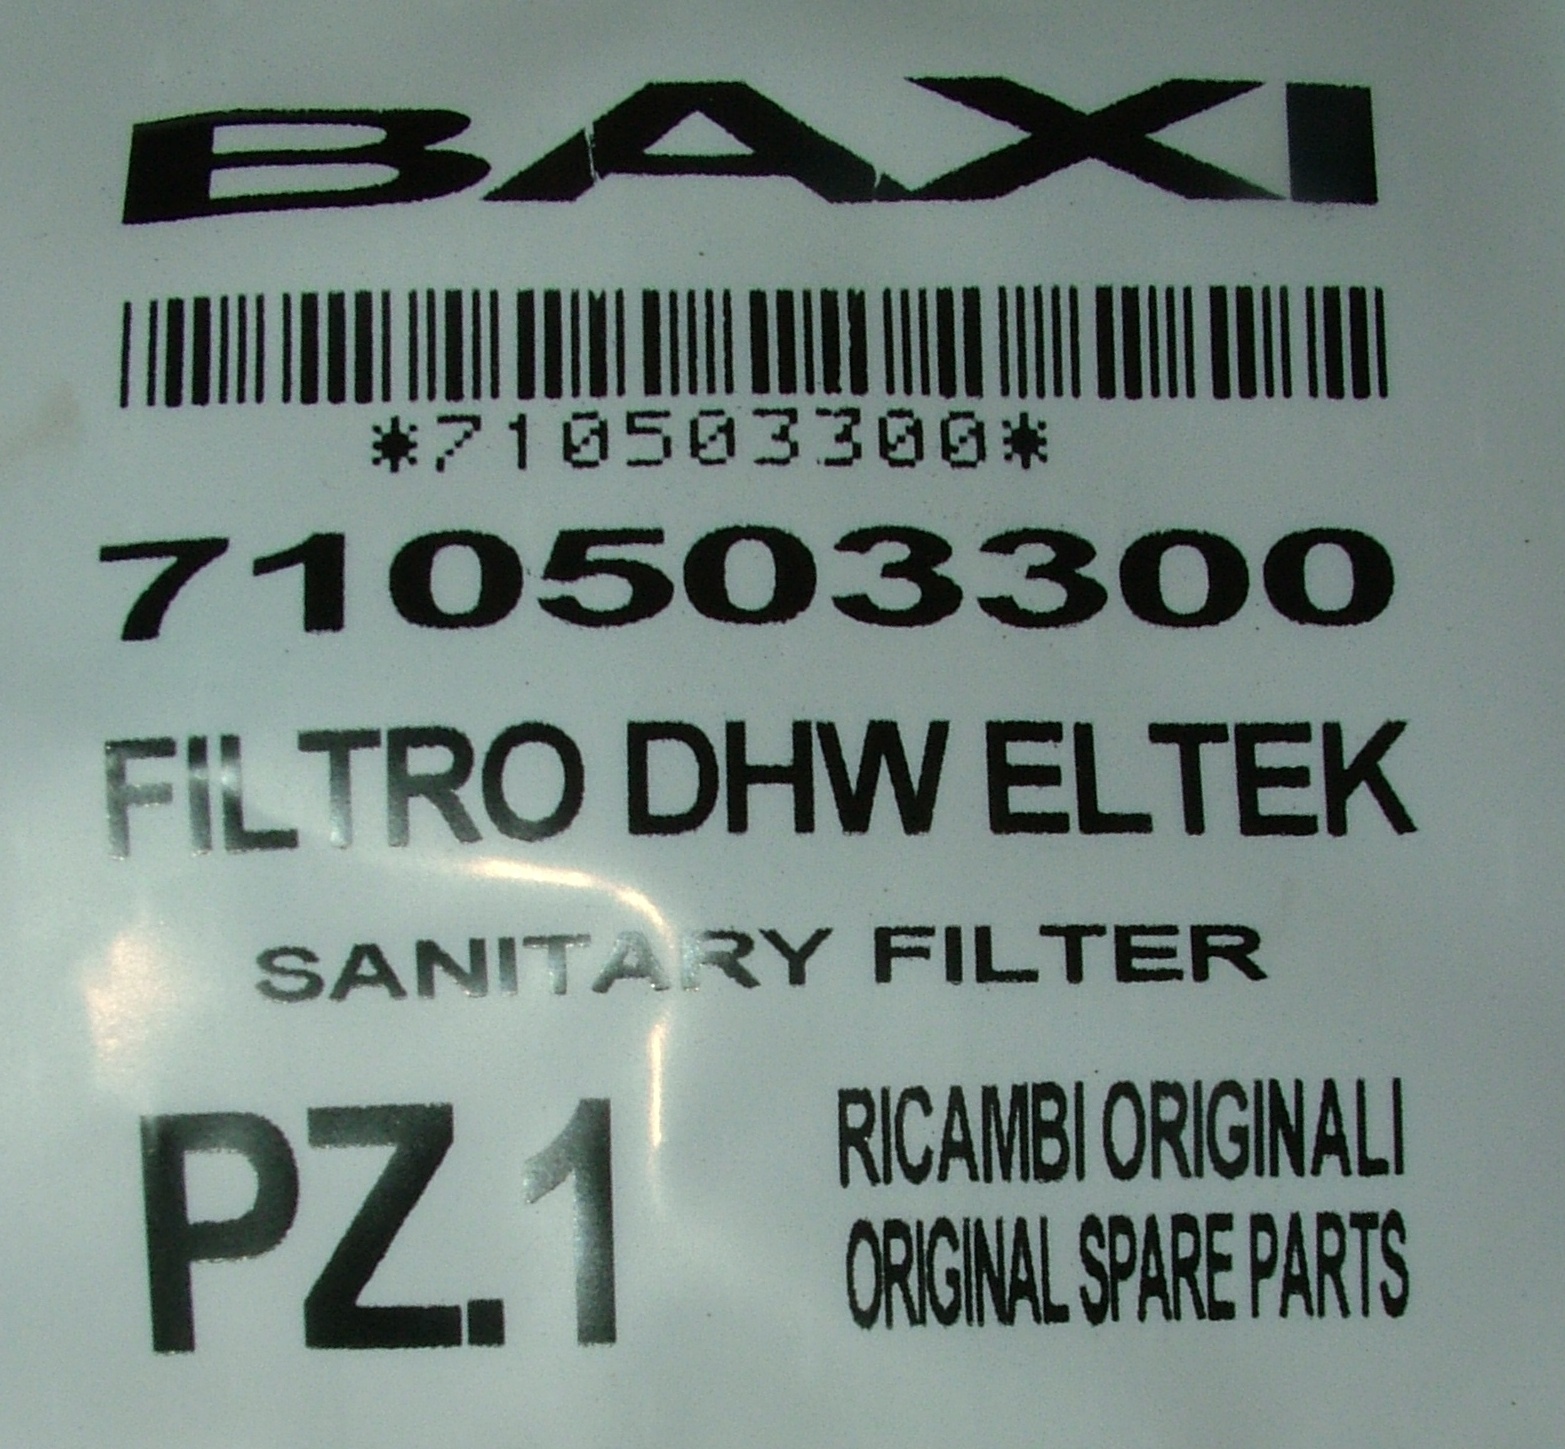 BAXI
*710503300*
710503300
FILTRO DHW ELTEK
SANITARY FILTER
PZ.1
RICAMBI ORIGINALI
ORIGINAL SPARE PARTS